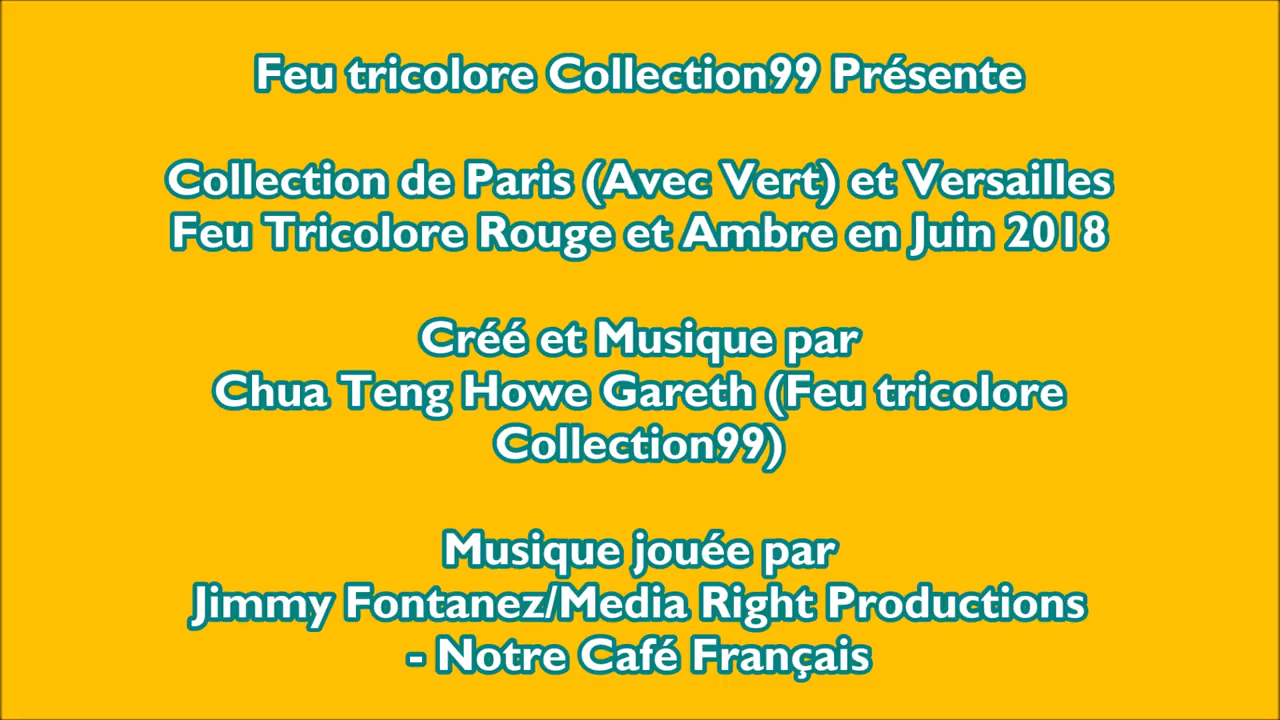 Feu tricolore Collection99 Présente
Collection de Paris (Avec Vert) et Versailles
Feu Tricolore Rouge et Ambre en Juin 2018
Créé et Musique par
Chua Teng Howe Gareth (Feu tricolore
Collection99)
Musique jouée par
Jimmy Fontanez/Media Right Productions
- Notre Café Français